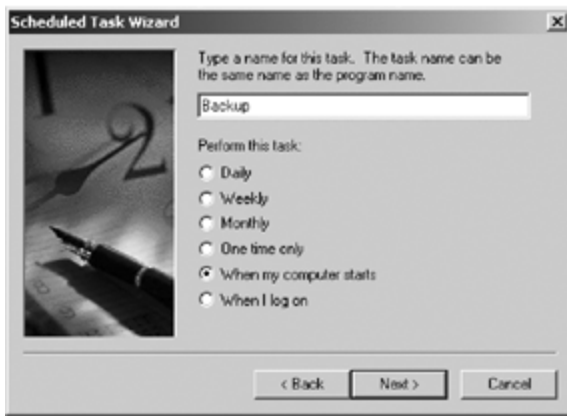 Scheduled Task Wizard
Type a name for this task. The task name can be
the same name as the program name.
Backup
Perform this task:
Daily
Weekly
Monthly
One time only
When my computer starts
When I log on
< Back
Next >
Cancel
2